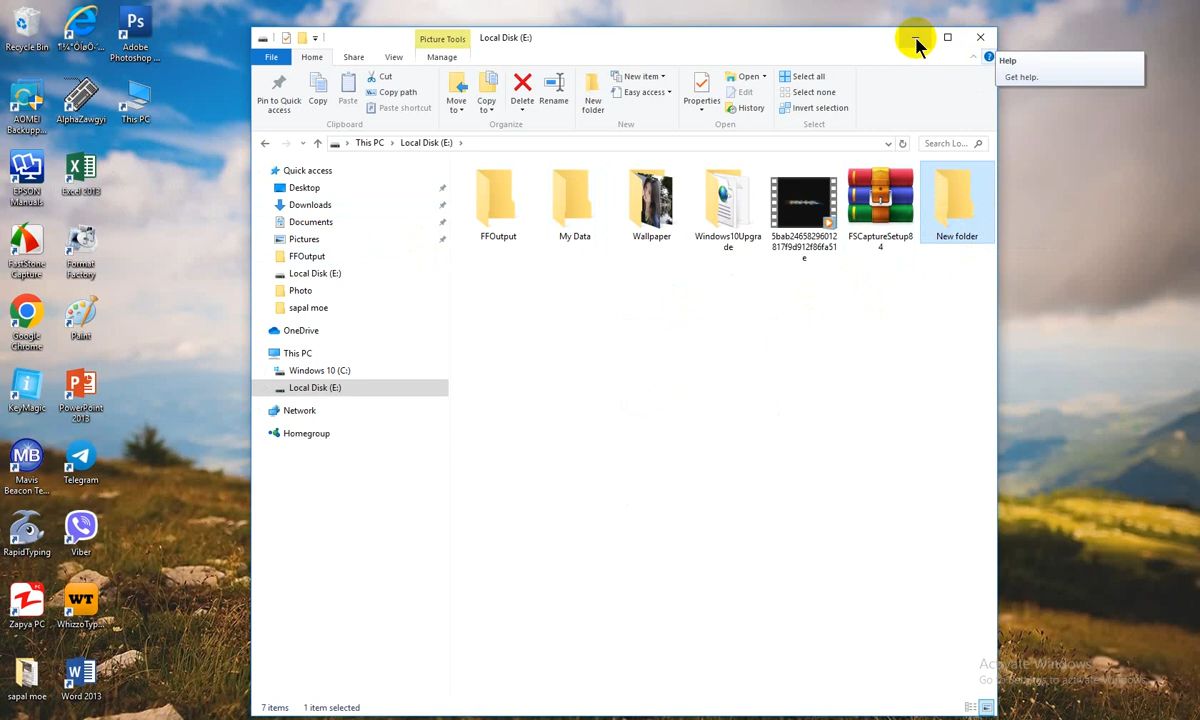 Recycle Bin
Adobe
Photoshop ...
AOMEI
Backupp...
AlphaZawgyi
This PC
EPSON
Manuals
Excel 2013
FastStone
Capture
Format
Factory
Google
Chrome
Paint
KeyMagic
PowerPoint
2013
Mavis
Beacon Te...
Telegram
RapidTyping
Viber
Zapya PC
WhizzoTyp...
sapal moe
Word 2013
Picture Tools
Local Disk (E:)
File
Home
Share
View
Manage
Help
Get help.
Pin to Quick
access
Copy
Paste
Cut
Copy path
Paste shortcut
Clipboard
Move
to
Copy
to
Delete
Rename
Organize
New
folder
New item
Easy access
New
Properties
Open
Edit
History
Open
Select all
Select none
Invert selection
Select
This PC
Local Disk (E:)
Search Lo...
Quick access
Desktop
Downloads
Documents
Pictures
FFOutput
Local Disk (E:)
Photo
sapal moe
OneDrive
This PC
Windows 10 (C:)
Local Disk (E:)
Network
Homegroup
FFOutput
My Data
Wallpaper
Windows10Upgra
de
5bab24658296012
817f9d912f86fa51
e
FSCaptureSetup8
4
New folder
7 items
1 item selected
Activate Windows
Go to Settings to activate Windows.